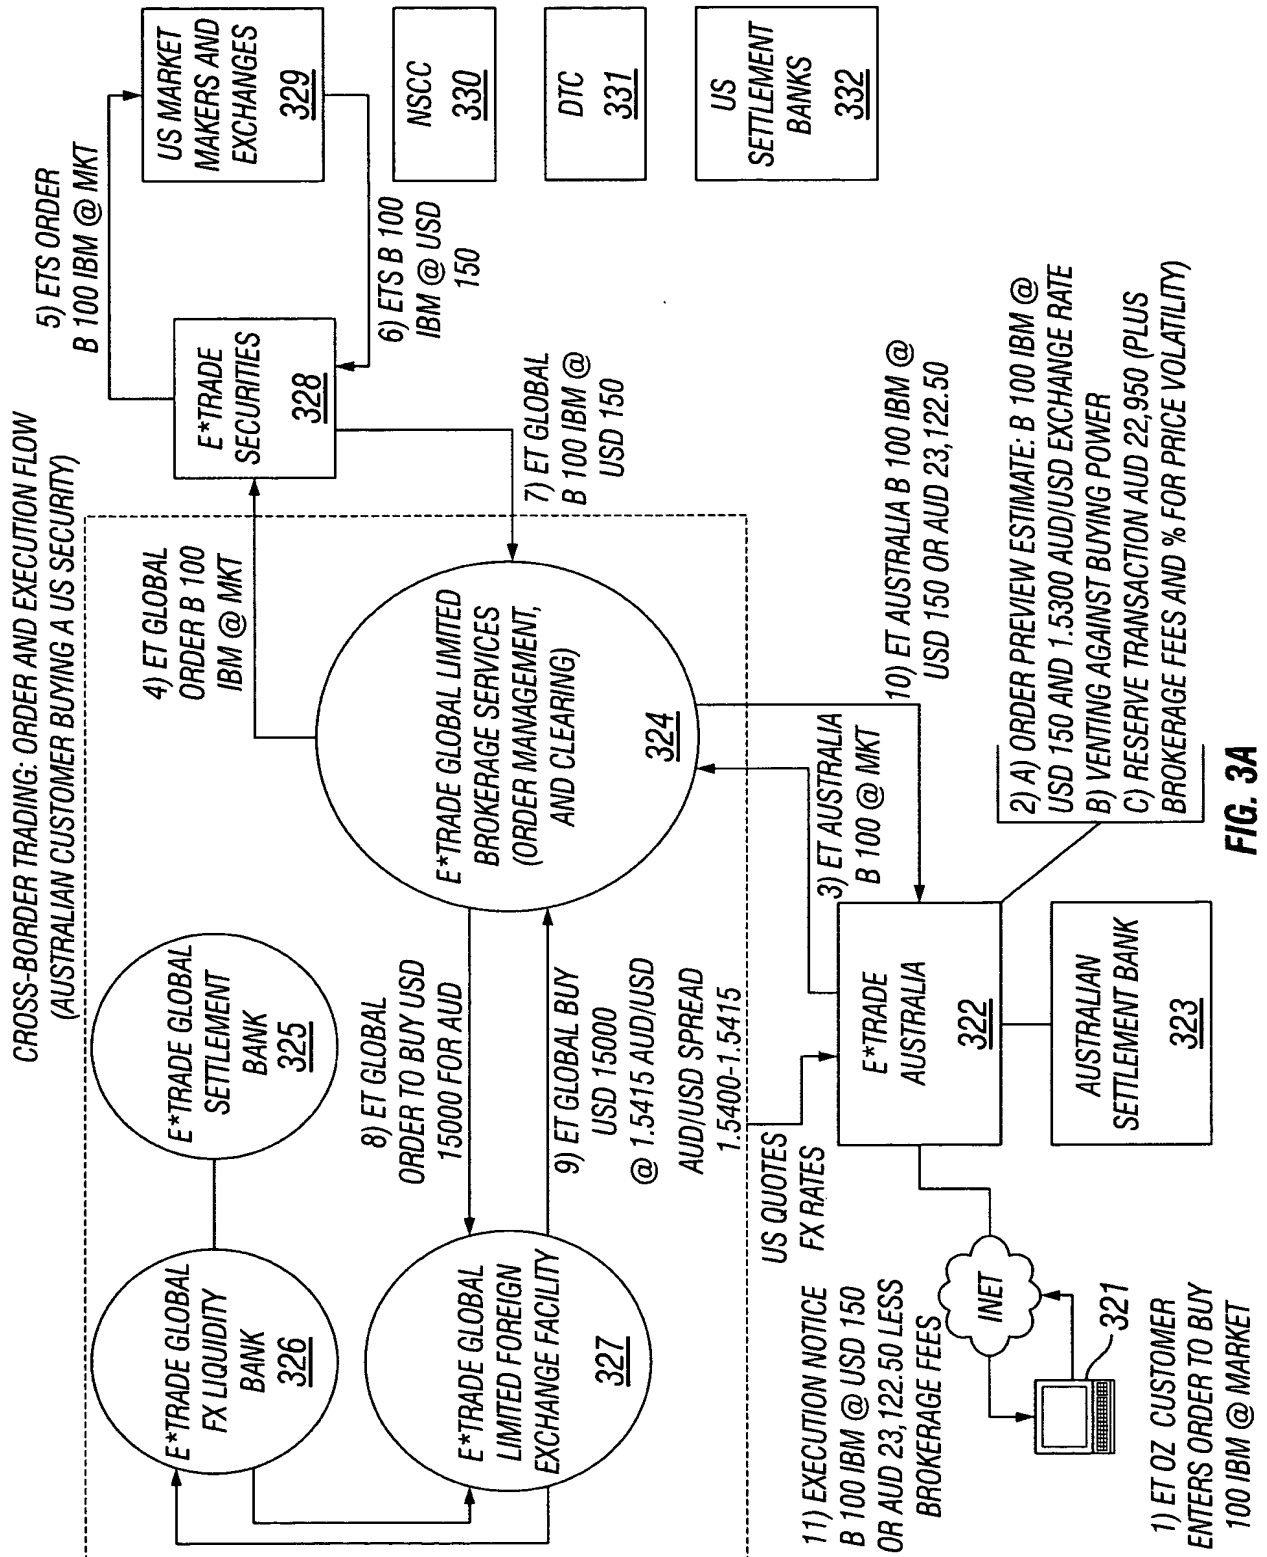 CROSS-BORDER TRADING: ORDER AND EXECUTION FLOW
(AUSTRALIAN CUSTOMER BUYING A US SECURITY)
E*TRADE GLOBAL
FX LIQUIDITY
BANK
326
E*TRADE GLOBAL
SETTLEMENT
BANK
325
4) ET GLOBAL
ORDER B 100
IBM @ MKT
5) ETS ORDER
B 100 IBM @ MKT
E*TRADE
SECURITIES
328
US MARKET
MAKERS AND
EXCHANGES
329
6) ETS B 100
IBM @ USD
150
NSCC
330
DTC
331
US
SETTLEMENT
BANKS
332
8) ET GLOBAL
ORDER TO BUY USD
15000 FOR AUD
E*TRADE GLOBAL
LIMITED FOREIGN
EXCHANGE FACILITY
327
9) ET GLOBAL BUY
USD 15000
@ 1.5415 AUD/USD
AUD/USD SPREAD
1.5400-1.5415
E*TRADE GLOBAL LIMITED
BROKERAGE SERVICES
(ORDER MANAGEMENT,
AND CLEARING)
324
7) ET GLOBAL
B 100 IBM @
USD 150
US QUOTES
FX RATES
3) ET AUSTRALIA
B 100 @ MKT
10) ET AUSTRALIA B 100 IBM @
USD 150 OR AUD 23,122.50
11) EXECUTION NOTICE
B 100 IBM @ USD 150
OR AUD 23,122.50 LESS
BROKERAGE FEES
INET
321
E*TRADE
AUSTRALIA
322
AUSTRALIAN
SETTLEMENT BANK
323
2) A) ORDER PREVIEW ESTIMATE: B 100 IBM @
USD 150 AND 1.5300 AUD/USD EXCHANGE RATE
B) VENTING AGAINST BUYING POWER
C) RESERVE TRANSACTION AUD 22,950 (PLUS
BROKERAGE FEES AND % FOR PRICE VOLATILITY)
1) ET OZ CUSTOMER
ENTERS ORDER TO BUY
100 IBM @ MARKET
FIG. 3A